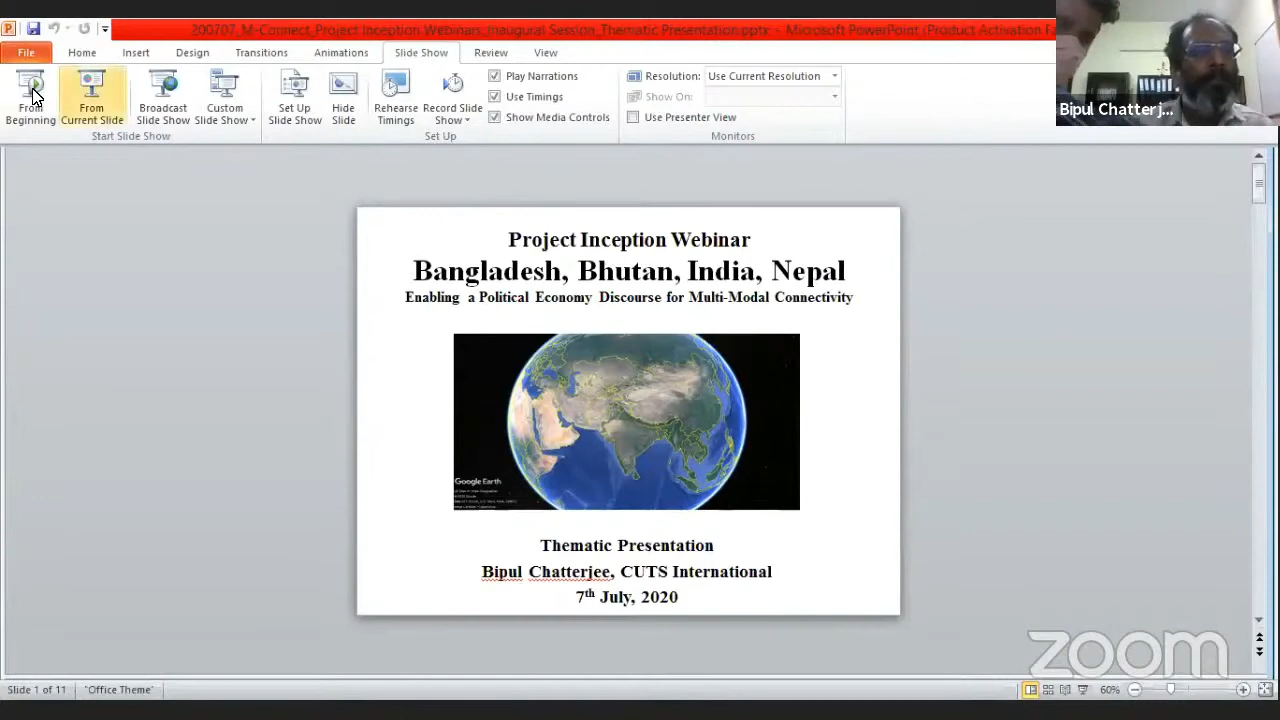 200707_M-Connect_Project Inception Webinars_Inaugural Session_Thematic Presentation.pptx - Microsoft PowerPoint (Product Activation Fa
File Home Insert Design Transitions Animations Slide Show Review View
From Beginning
From Current Slide
Broadcast Slide Show
Custom Slide Show
Set Up Slide Show
Hide Slide
Rehearse Timings
Record Slide Show
Play Narrations
Use Timings
Show Media Controls
Resolution: Use Current Resolution
Show On:
Use Presenter View
Start Slide Show
Set Up
Monitors
Bipul Chatterj...
Project Inception Webinar
Bangladesh, Bhutan, India, Nepal
Enabling a Political Economy Discourse for Multi-Modal Connectivity
Google Earth
Thematic Presentation
Bipul Chatterjee, CUTS International
7th July, 2020
zoom
Slide 1 of 11
"Office Theme"
60%